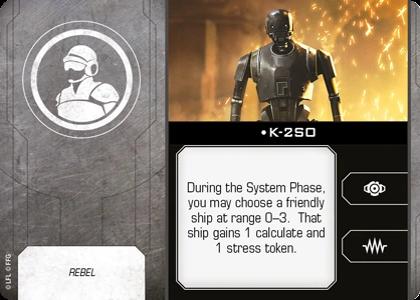 •K-2SO
During the System Phase,
you may choose a friendly
ship at range 0–3. That
ship gains 1 calculate and
1 stress token.
REBEL
© LFL © FFG